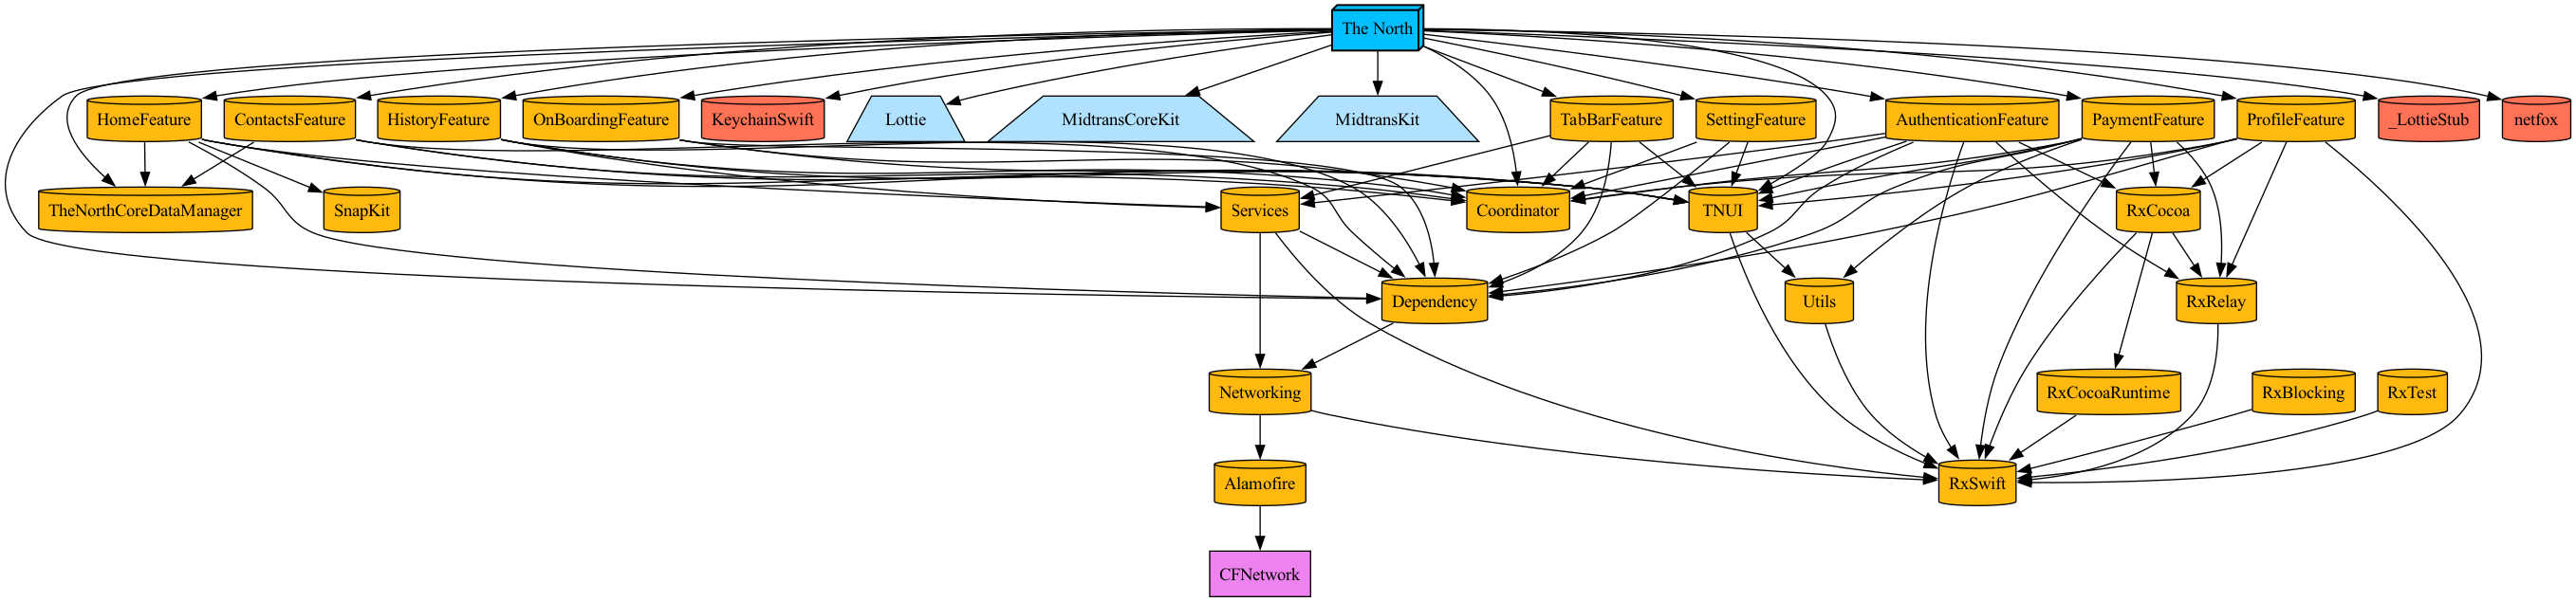 The North
HomeFeature
ContactsFeature
HistoryFeature
OnBoardingFeature
KeychainSwift
Lottie
MidtransCoreKit
MidtransKit
TabBarFeature
SettingFeature
AuthenticationFeature
PaymentFeature
ProfileFeature
_LottieStub
netfox
TheNorthCoreDataManager
SnapKit
Services
Coordinator
TNUI
RxCocoa
Dependency
Utils
RxRelay
Networking
RxCocoaRuntime
RxBlocking
RxTest
Alamofire
RxSwift
CFNetwork